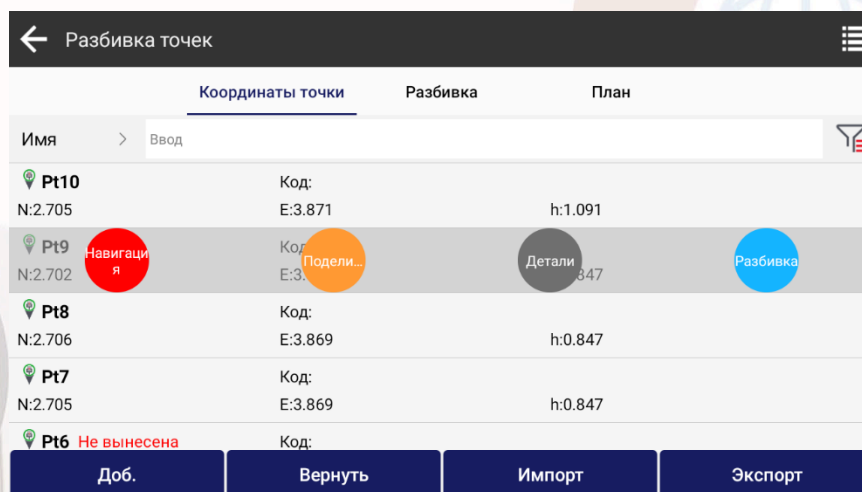 Разбивка точек
Координаты точки Разбивка План
Имя > Ввод
Pt10 Код:
N:2.705 E:3.871 h:1.091
Pt9 Навигация Код Подели... Детали Разбивка
N:2.702 E:3. 847
Pt8 Код:
N:2.706 E:3.869 h:0.847
Pt7 Код:
N:2.705 E:3.869 h:0.847
Pt6 Не вынесена Код:
Доб. Вернуть Импорт Экспорт